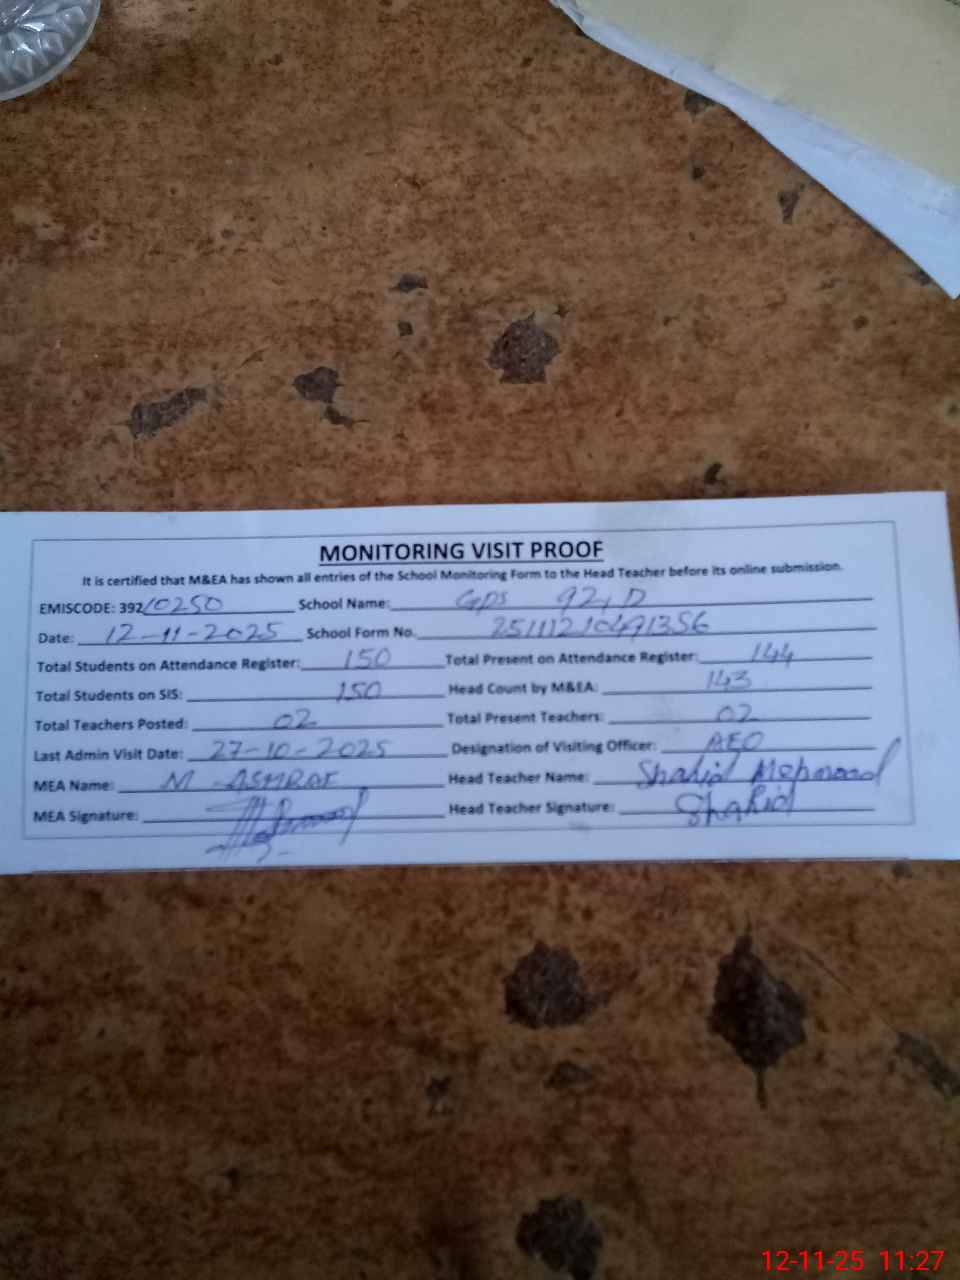 MONITORING VISIT PROOF
It is certified that M&EA has shown all entries of the School Monitoring Form to the Head Teacher before its online submission.
EMISCODE: 39210250 School Name: GPS 92/D
Date: 12-11-2025 School Form No. 25111210491356
Total Students on Attendance Register: 150 Total Present on Attendance Register: 144
Total Students on SIS: 150 Head Count by M&EA: 143
Total Teachers Posted: 02 Total Present Teachers: 02
Last Admin Visit Date: 27-10-2025 Designation of Visiting Officer: AEO
MEA Name: M-ASHRAF Head Teacher Name: Shahid Mehmood
MEA Signature: Head Teacher Signature: Shahid
12-11-25 11:27